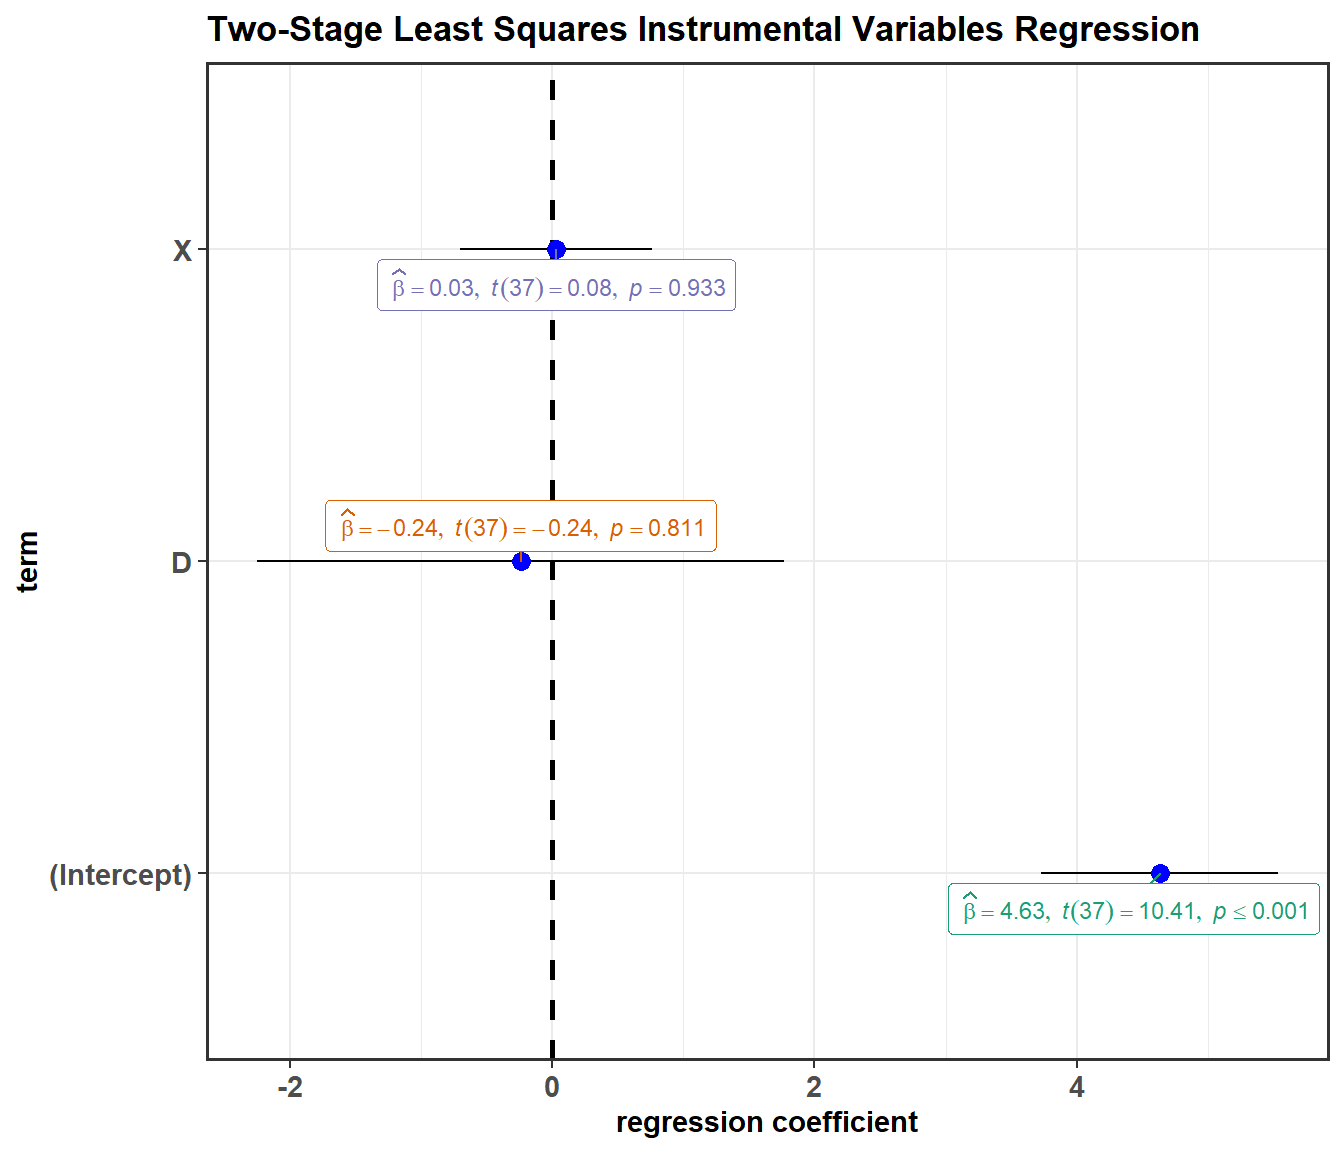 Two-Stage Least Squares Instrumental Variables Regression
X
β̂ = 0.03, t(37) = 0.08, p = 0.933
β̂ = −0.24, t(37) = −0.24, p = 0.811
D
term
(Intercept)
β̂ = 4.63, t(37) = 10.41, p ≤ 0.001
-2 0 2 4
regression coefficient